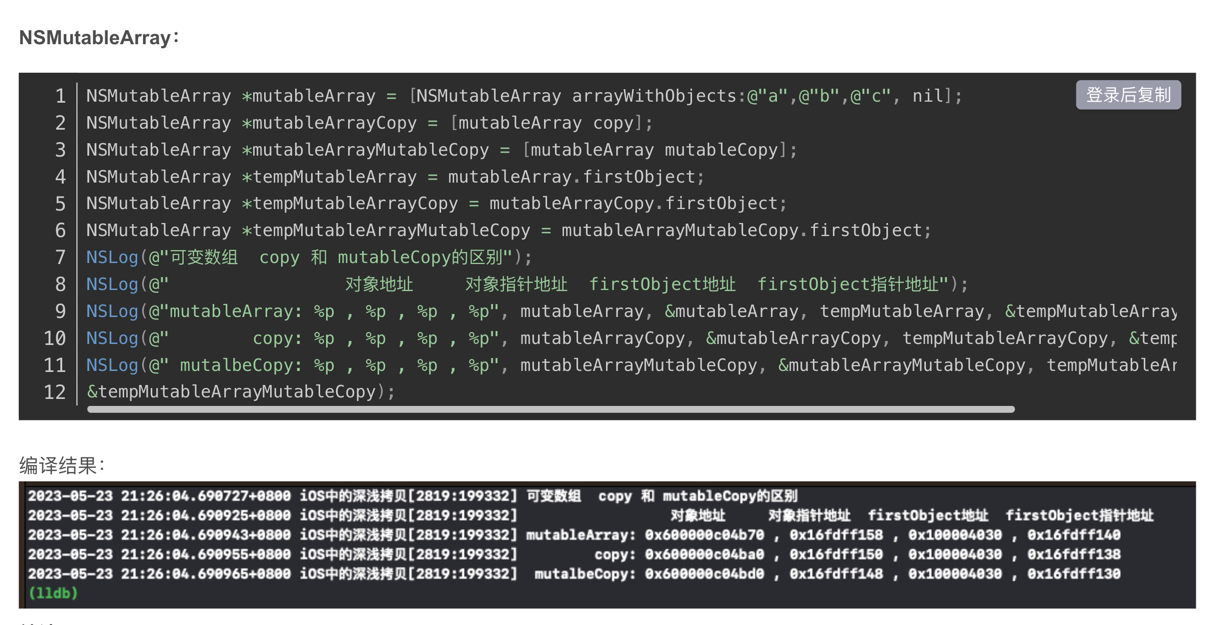 NSMutableArray：
登录后复制
1 NSMutableArray *mutableArray = [NSMutableArray arrayWithObjects:@"a",@"b",@"c", nil];
2 NSMutableArray *mutableArrayCopy = [mutableArray copy];
3 NSMutableArray *mutableArrayMutableCopy = [mutableArray mutableCopy];
4 NSMutableArray *tempMutableArray = mutableArray.firstObject;
5 NSMutableArray *tempMutableArrayCopy = mutableArrayCopy.firstObject;
6 NSMutableArray *tempMutableArrayMutableCopy = mutableArrayMutableCopy.firstObject;
7 NSLog(@"可变数组  copy 和 mutableCopy的区别");
8 NSLog(@"                 对象地址     对象指针地址  firstObject地址  firstObject指针地址");
9 NSLog(@"mutableArray: %p , %p , %p , %p", mutableArray, &mutableArray, tempMutableArray, &tempMutableArray
10 NSLog(@"        copy: %p , %p , %p , %p", mutableArrayCopy, &mutableArrayCopy, tempMutableArrayCopy, &temp
11 NSLog(@" mutalbeCopy: %p , %p , %p , %p", mutableArrayMutableCopy, &mutableArrayMutableCopy, tempMutableAr
12 &tempMutableArrayMutableCopy);
编译结果：
2023-05-23 21:26:04.690727+0800 iOS中的深浅拷贝[2819:199332] 可变数组  copy 和 mutableCopy的区别
2023-05-23 21:26:04.690925+0800 iOS中的深浅拷贝[2819:199332]                  对象地址     对象指针地址  firstObject地址  firstObject指针地址
2023-05-23 21:26:04.690943+0800 iOS中的深浅拷贝[2819:199332] mutableArray: 0x600000c04b70 , 0x16fdff158 , 0x100004030 , 0x16fdff140
2023-05-23 21:26:04.690955+0800 iOS中的深浅拷贝[2819:199332]         copy: 0x600000c04ba0 , 0x16fdff150 , 0x100004030 , 0x16fdff138
2023-05-23 21:26:04.690965+0800 iOS中的深浅拷贝[2819:199332]  mutalbeCopy: 0x600000c04bd0 , 0x16fdff148 , 0x100004030 , 0x16fdff130
(lldb)